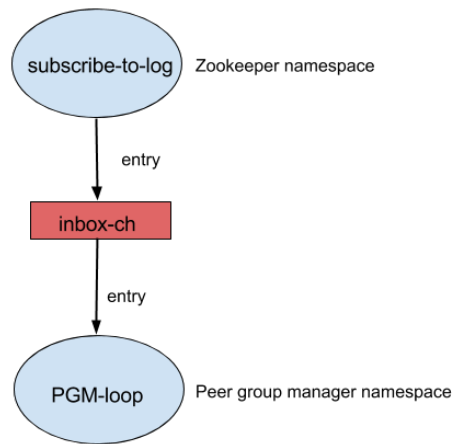 subscribe-to-log
Zookeeper namespace
entry
inbox-ch
entry
PGM-loop
Peer group manager namespace